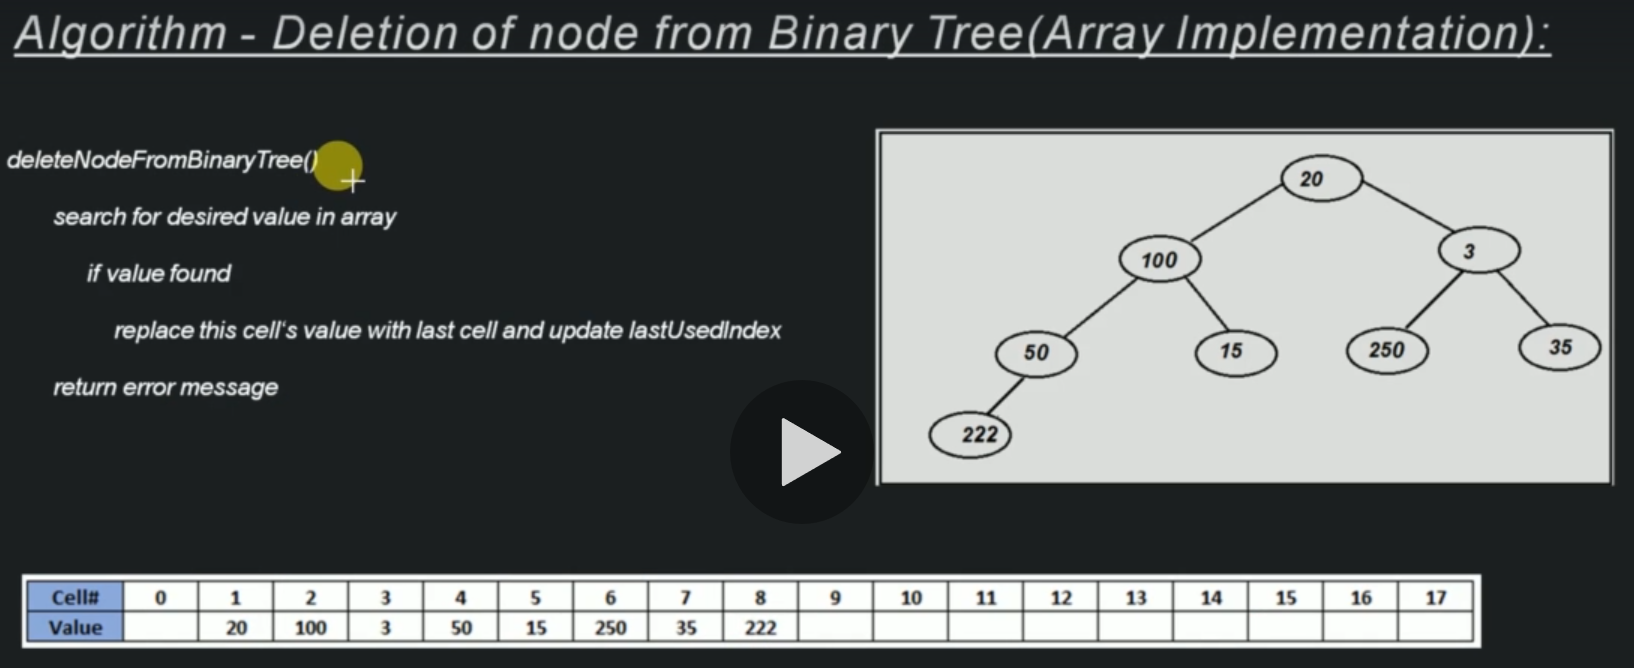 Algorithm - Deletion of node from Binary Tree(Array Implementation):
deleteNodeFromBinaryTree()
search for desired value in array
if value found
replace this cell's value with last cell and update lastUsedIndex
return error message
20
100
3
50
15
250
35
222
Cell# 0 1 2 3 4 5 6 7 8 9 10 11 12 13 14 15 16 17
Value 20 100 3 50 15 250 35 222